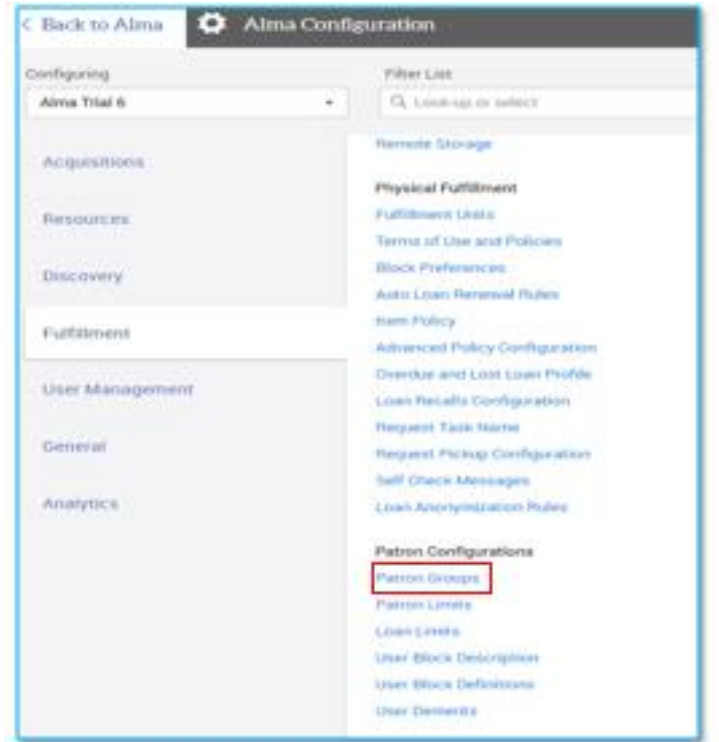 < Back to Alma
Alma Configuration
Configuring
Alma Trial 6
Filter List
Look-up or select
Acquisitions
Resources
Discovery
Fulfillment
User Management
General
Analytics
Remote Storage
Physical Fulfillment
Fulfillment Units
Terms of Use and Policies
Block Preferences
Auto Loan Renewal Rules
Item Policy
Advanced Policy Configuration
Overdue and Lost Loan Profile
Loan Recalls Configuration
Request Task Name
Request Pickup Configuration
Self Check Messages
Loan Anonymization Rules
Patron Configurations
Patron Groups
Patron Limits
Loan Limits
User Block Description
User Block Definitions
User Demerits